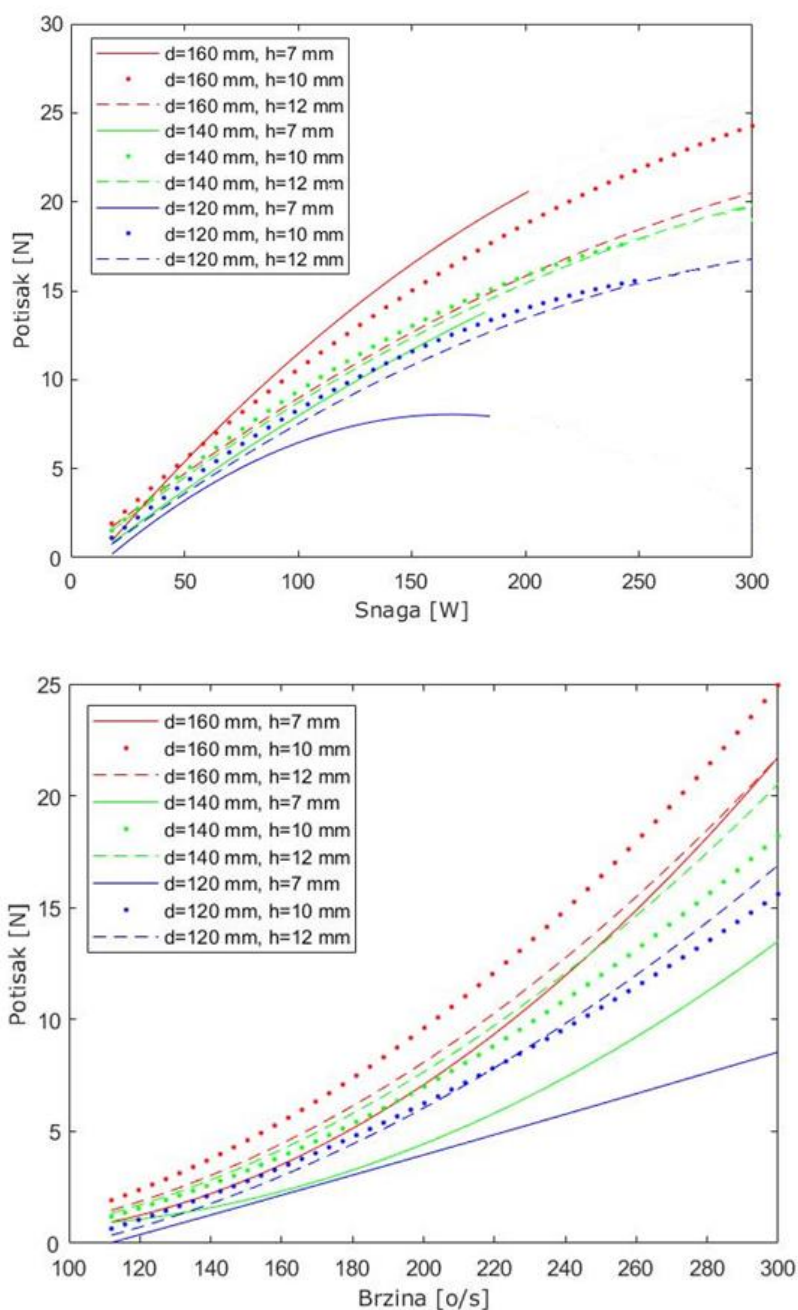 30
25
20
15
10
5
0
Potisak [N]
d=160 mm, h=7 mm
d=160 mm, h=10 mm
d=160 mm, h=12 mm
d=140 mm, h=7 mm
d=140 mm, h=10 mm
d=140 mm, h=12 mm
d=120 mm, h=7 mm
d=120 mm, h=10 mm
d=120 mm, h=12 mm
0 50 100 150 200 250 300
Snaga [W]
25
20
15
10
5
0
Potisak [N]
d=160 mm, h=7 mm
d=160 mm, h=10 mm
d=160 mm, h=12 mm
d=140 mm, h=7 mm
d=140 mm, h=10 mm
d=140 mm, h=12 mm
d=120 mm, h=7 mm
d=120 mm, h=10 mm
d=120 mm, h=12 mm
100 120 140 160 180 200 220 240 260 280 300
Brzina [o/s]